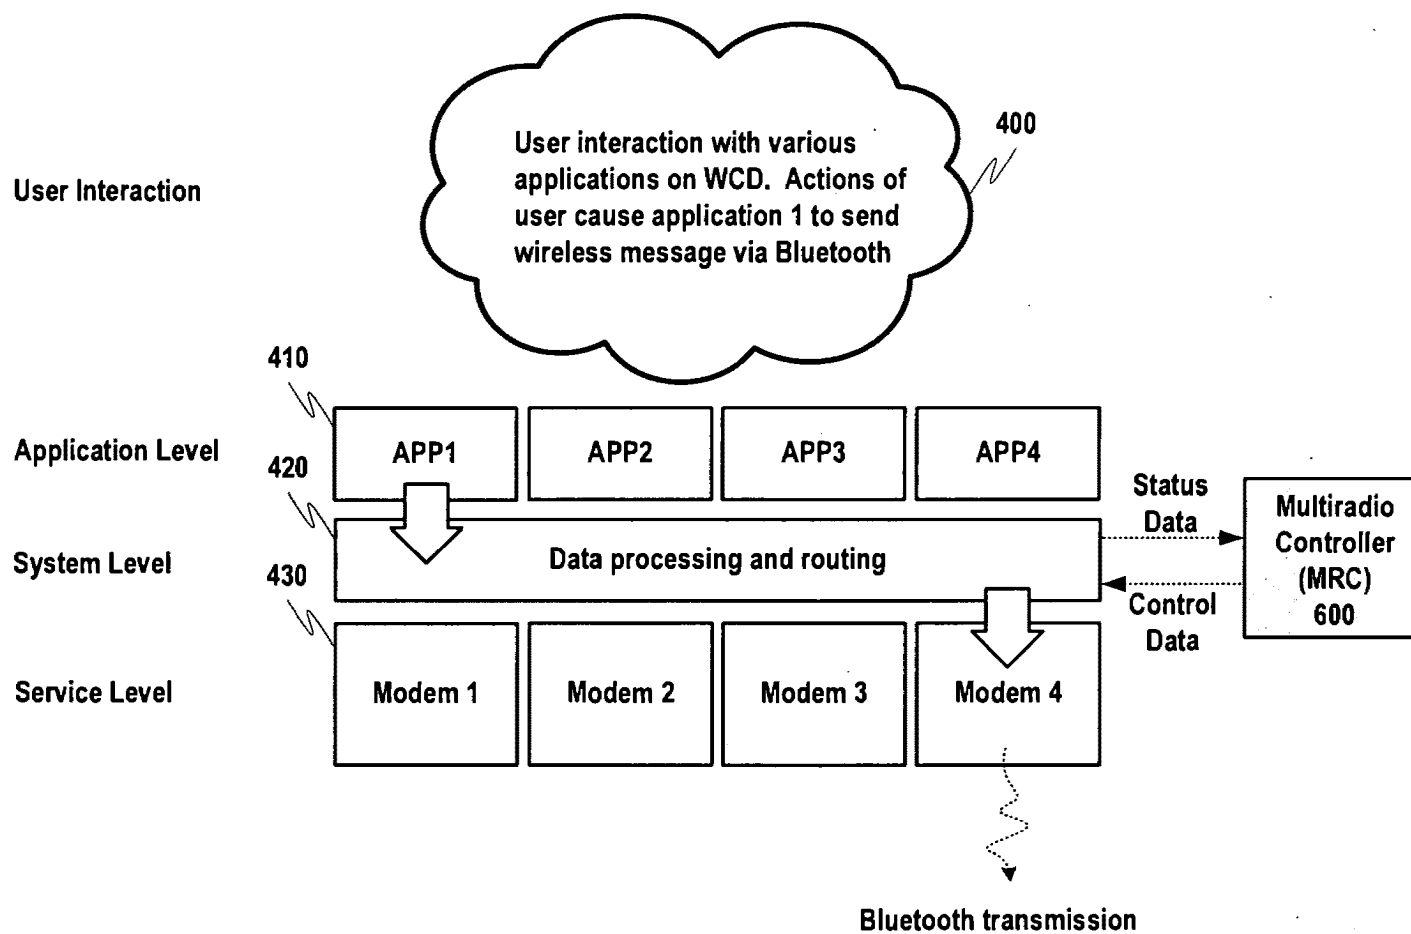 User interaction with various
applications on WCD. Actions of
user cause application 1 to send
wireless message via Bluetooth
400
User Interaction
410
Application Level
APP1
APP2
APP3
APP4
420
Status
Data
Multiradio
Controller
(MRC)
600
System Level
Data processing and routing
430
Control
Data
Service Level
Modem 1
Modem 2
Modem 3
Modem 4
Bluetooth transmission